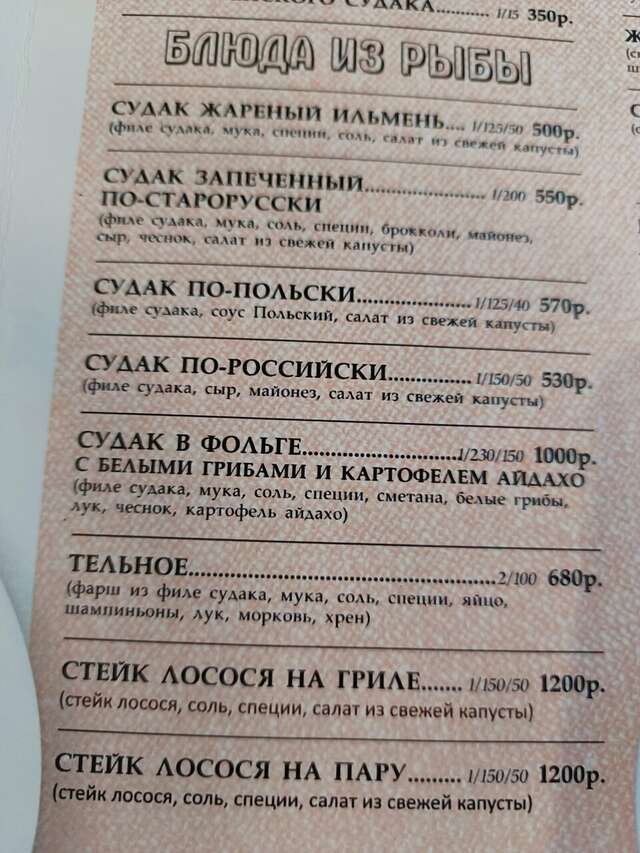 СУДАКА.......... 1/15 350р.
БЛЮДА ИЗ РЫБЫ
СУДАК ЖАРЕНЫЙ ИЛЬМЕНЬ.... 1/125/50 500р.
(филе судака, мука, специи, соль, салат из свежей капусты)
СУДАК ЗАПЕЧЕННЫЙ.................... 1/200 550р.
ПО-СТАРОРУССКИ
(филе судака, мука, соль, специи, брокколи, майонез,
сыр, чеснок, салат из свежей капусты)
СУДАК ПО-ПОЛЬСКИ.................... 1/125/40 570р.
(филе судака, соус Польский, салат из свежей капусты)
СУДАК ПО-РОССИЙСКИ............... 1/150/50 530р.
(филе судака, сыр, майонез, салат из свежей капусты)
СУДАК В ФОЛЬГЕ...........................1/230/150 1000р.
С БЕЛЫМИ ГРИБАМИ И КАРТОФЕЛЕМ АЙДАХО
(филе судака, мука, соль, специи, сметана, белые грибы,
лук, чеснок, картофель айдахо)
ТЕЛЬНОЕ.....................................................2/100 680р.
(фарш из филе судака, мука, соль, специи, яйцо,
шампиньоны, лук, морковь, хрен)
СТЕЙК ЛОСОСЯ НА ГРИЛЕ....... 1/150/50 1200р.
(стейк лосося, соль, специи, салат из свежей капусты)
СТЕЙК ЛОСОСЯ НА ПАРУ......... 1/150/50 1200р.
(стейк лосося, соль, специи, салат из свежей капусты)